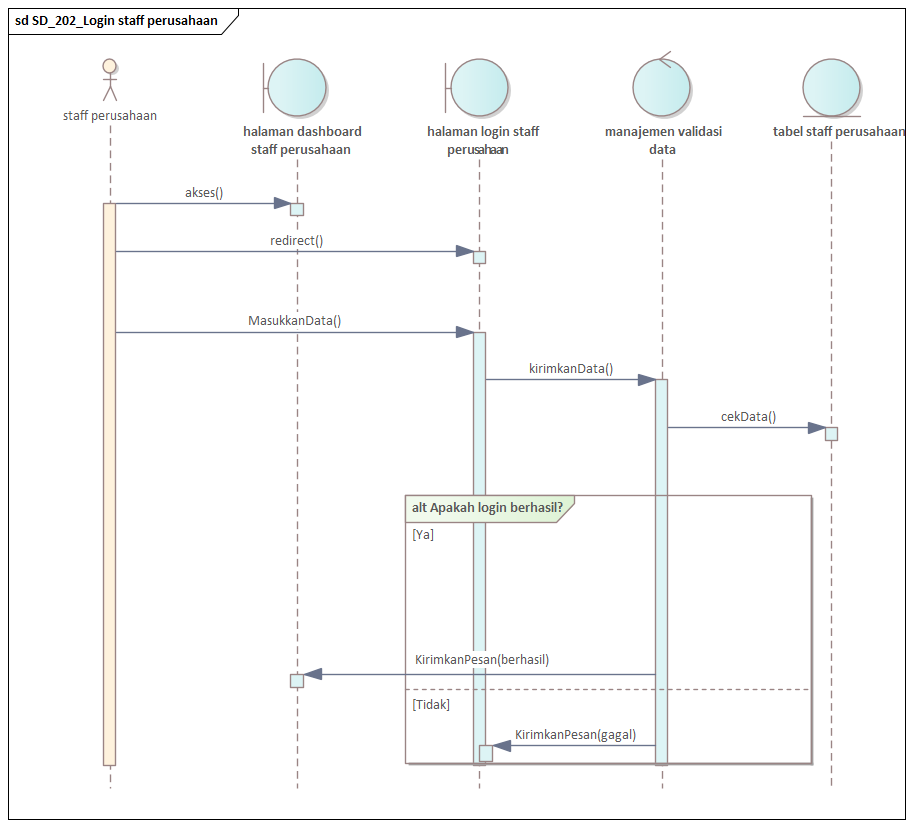 sd SD_202_Login staff perusahaan
staff perusahaan
halaman dashboard
staff perusahaan
halaman login staff
perusahaan
manajemen validasi
data
tabel staff perusahaan
akses()
redirect()
MasukkanData()
kirimkanData()
cekData()
alt Apakah login berhasil?
[Ya]
KirimkanPesan(berhasil)
[Tidak]
KirimkanPesan(gagal)